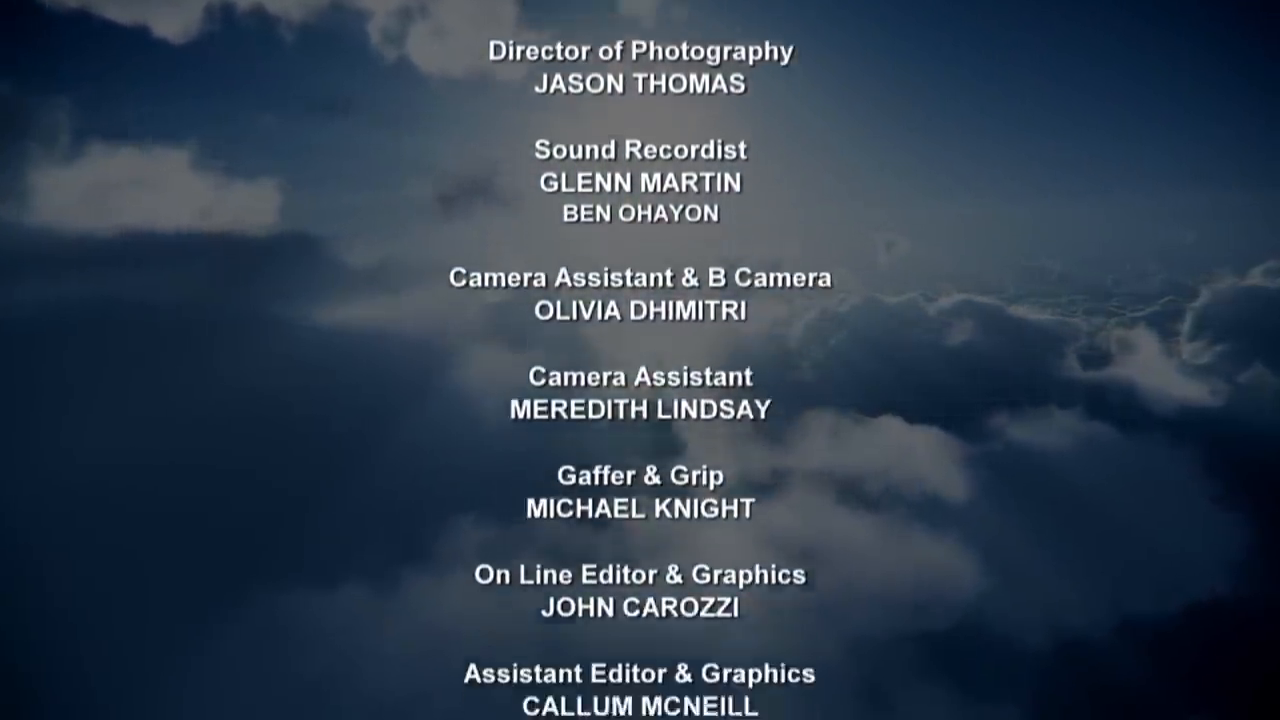 Director of Photography
JASON THOMAS
Sound Recordist
GLENN MARTIN
BEN OHAYON
Camera Assistant & B Camera
OLIVIA DHIMITRI
Camera Assistant
MEREDITH LINDSAY
Gaffer & Grip
MICHAEL KNIGHT
On Line Editor & Graphics
JOHN CAROZZI
Assistant Editor & Graphics
CALLUM MCNEILL